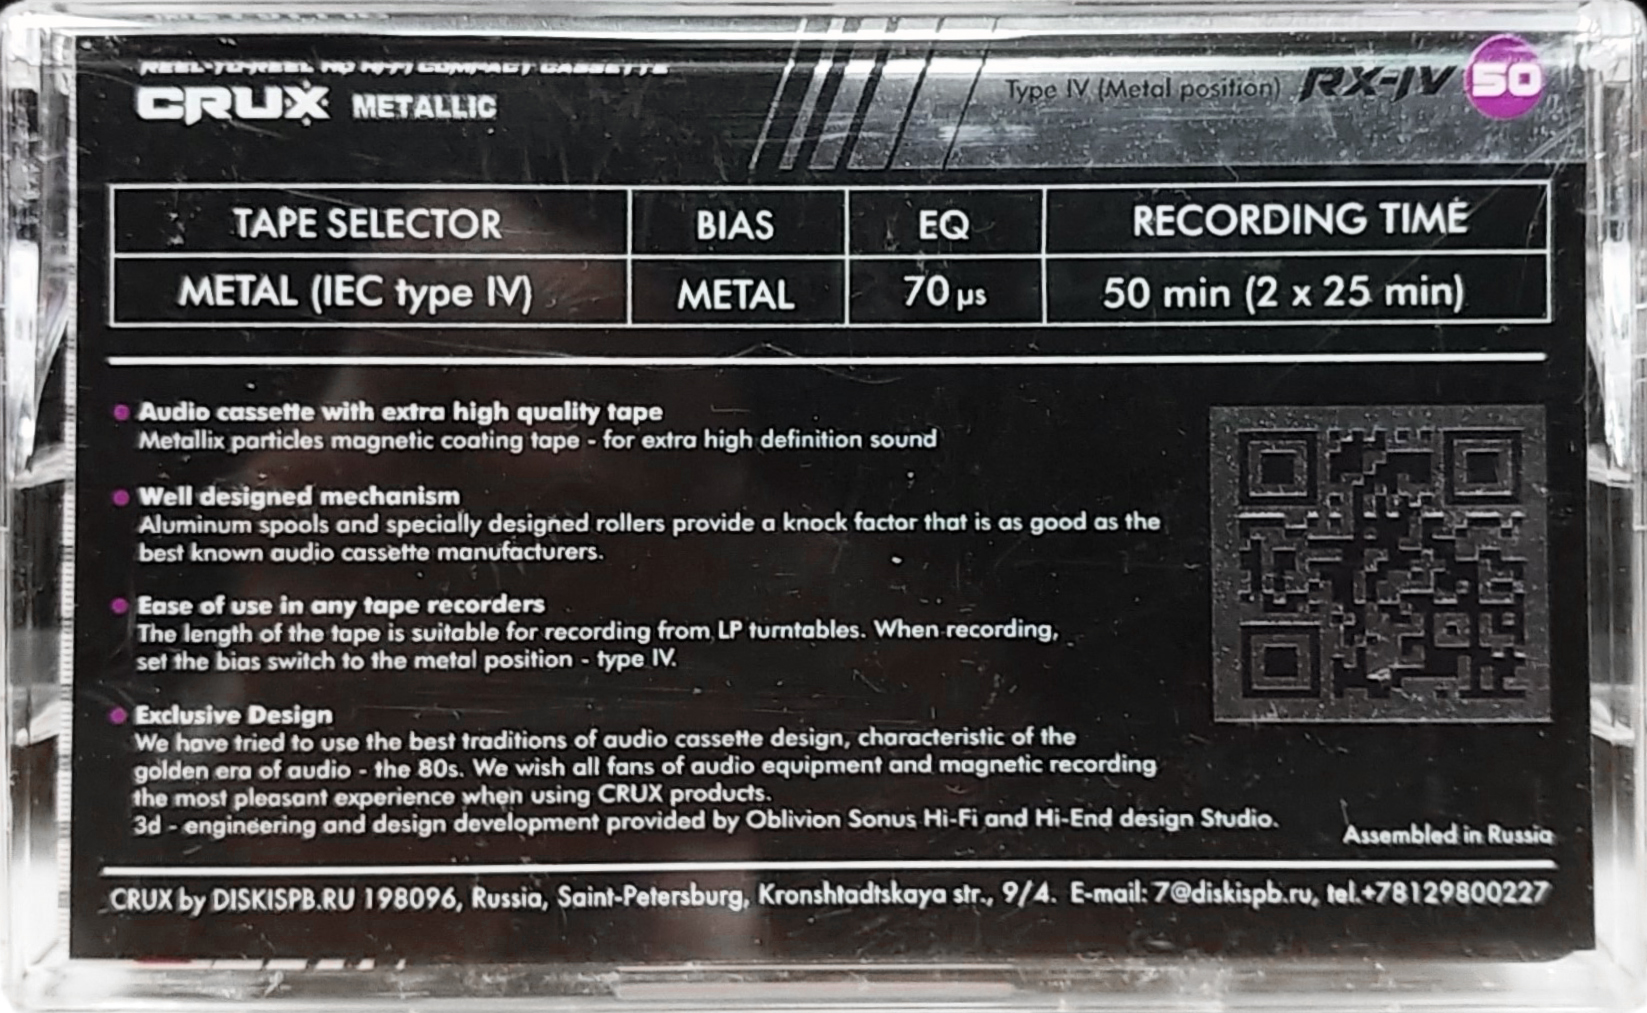 REEL-TO-REEL HD HI-FI COMPACT CASSETTE
CRUX METALLIC
Type IV (Metal position) RX-IV 50
TAPE SELECTOR BIAS EQ RECORDING TIME
METAL (IEC type IV) METAL 70 µs 50 min (2 x 25 min)
Audio cassette with extra high quality tape
Metallix particles magnetic coating tape - for extra high definition sound
Well designed mechanism
Aluminum spools and specially designed rollers provide a knock factor that is as good as the
best known audio cassette manufacturers.
Ease of use in any tape recorders
The length of the tape is suitable for recording from LP turntables. When recording,
set the bias switch to the metal position - type IV.
Exclusive Design
We have tried to use the best traditions of audio cassette design, characteristic of the
golden era of audio - the 80s. We wish all fans of audio equipment and magnetic recording
the most pleasant experience when using CRUX products.
3d - engineering and design development provided by Oblivion Sonus Hi-Fi and Hi-End design Studio.
Assembled in Russia
CRUX by DISKISPB.RU 198096, Russia, Saint-Petersburg, Kronshtadtskaya str., 9/4. E-mail: 7@diskispb.ru, tel.+78129800227